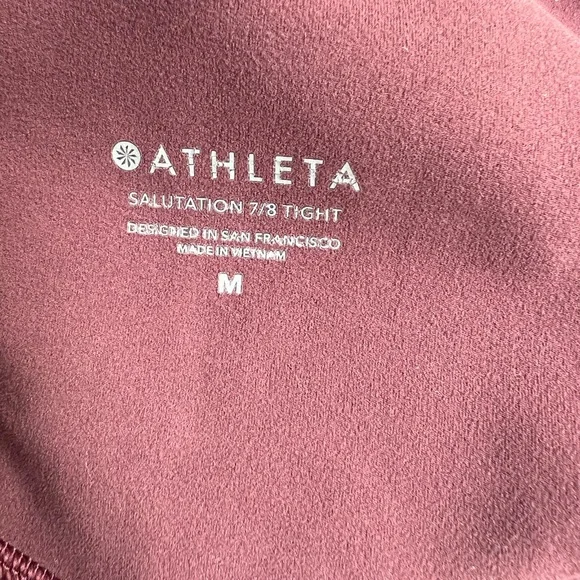 ATHLETA
SALUTATION 7/8 TIGHT
DESIGNED IN SAN FRANCISCO
MADE IN VIETNAM
M